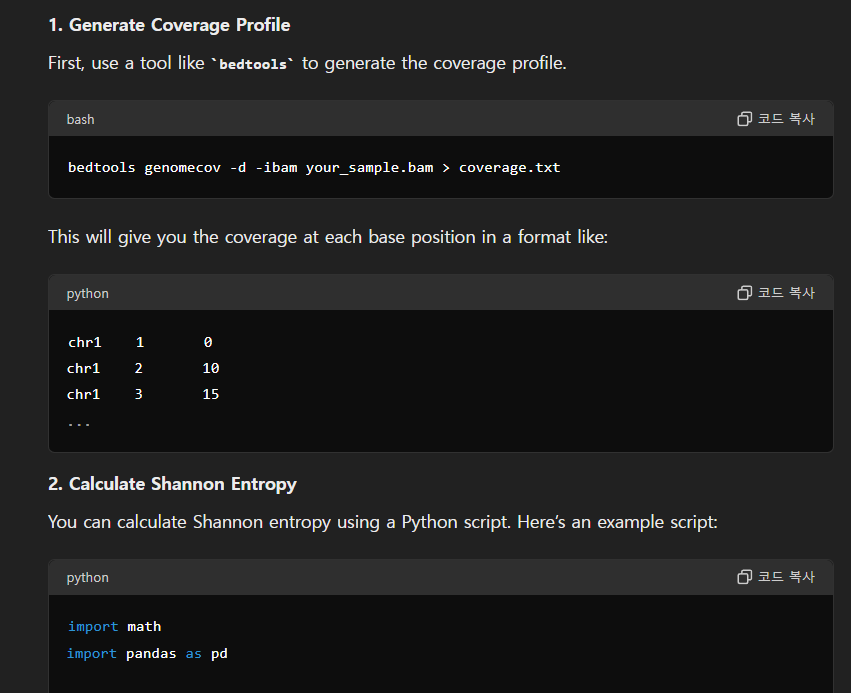 1. Generate Coverage Profile
First, use a tool like `bedtools` to generate the coverage profile.
bash 코드 복사
bedtools genomecov -d -ibam your_sample.bam > coverage.txt
This will give you the coverage at each base position in a format like:
python 코드 복사
chr1 1 0
chr1 2 10
chr1 3 15
...
2. Calculate Shannon Entropy
You can calculate Shannon entropy using a Python script. Here’s an example script:
python 코드 복사
import math
import pandas as pd